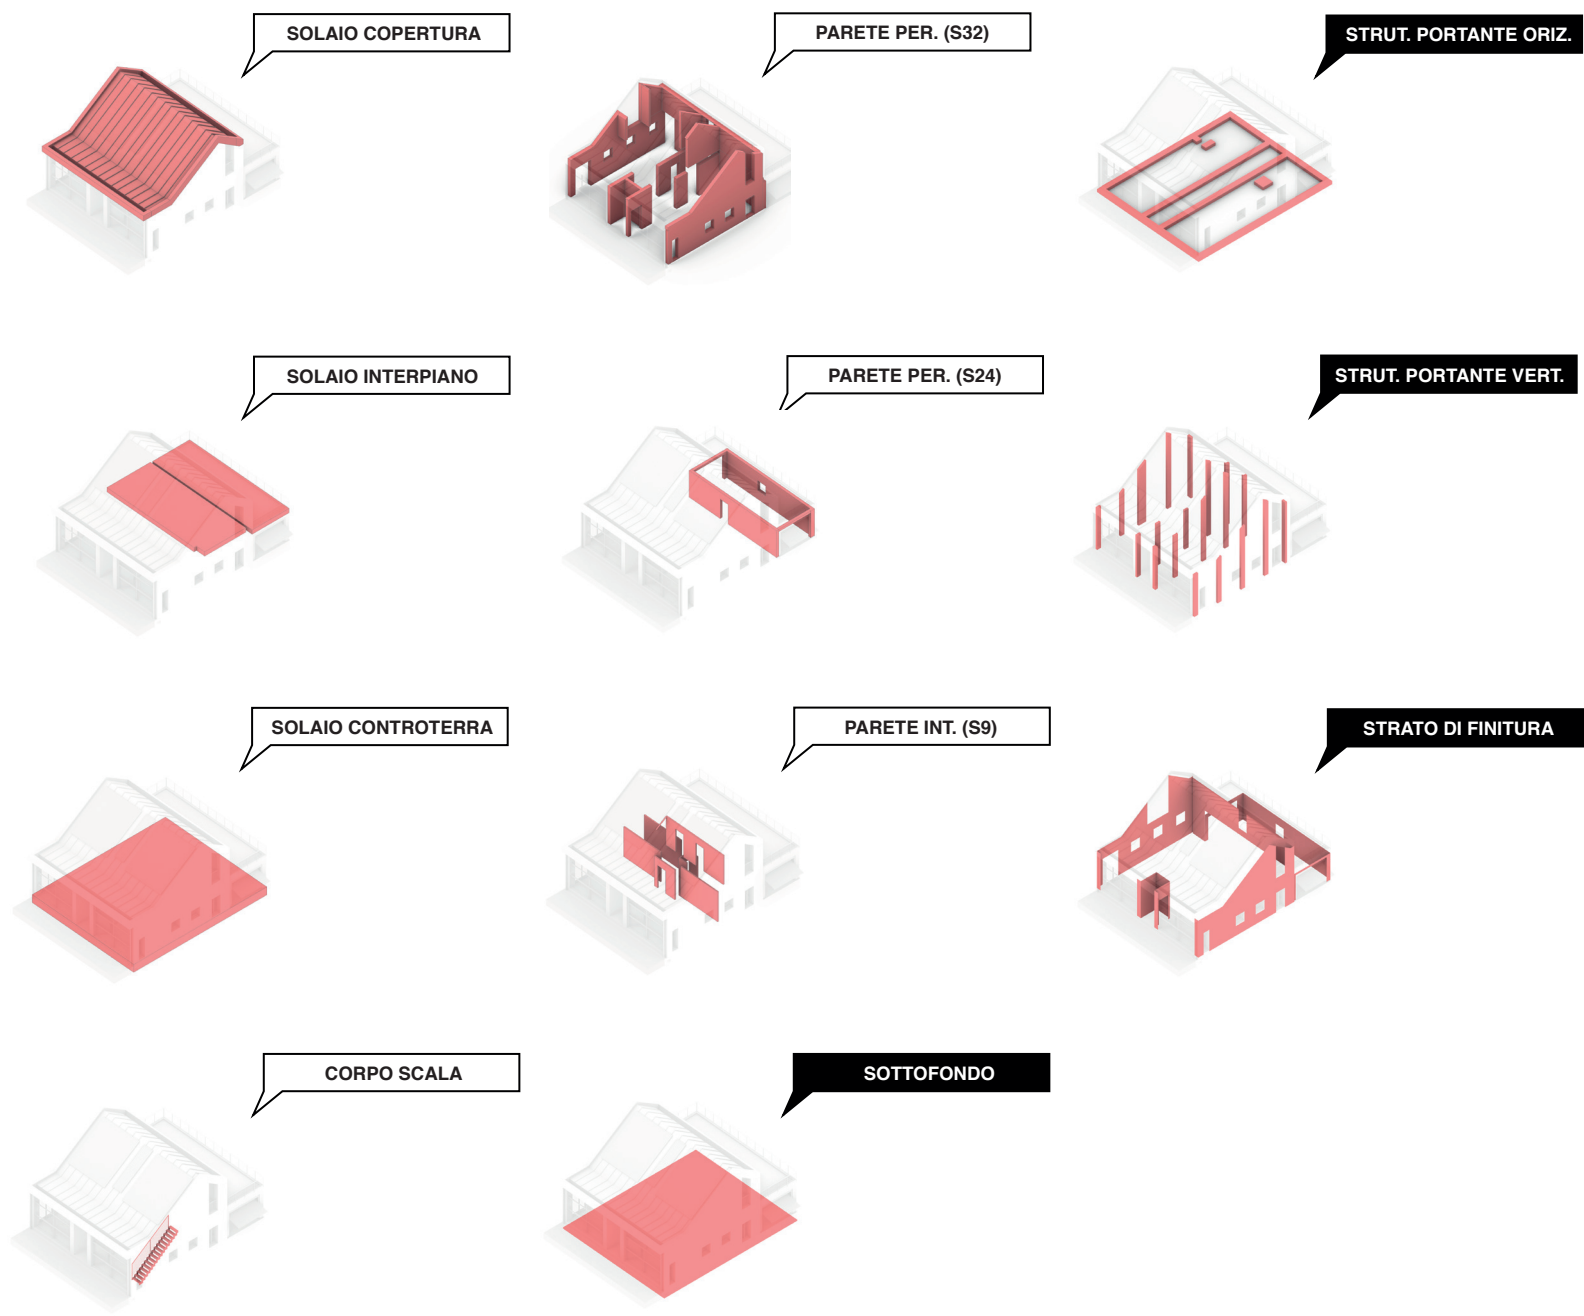 SOLAIO COPERTURA
PARETE PER. (S32)
STRUT. PORTANTE ORIZ.
SOLAIO INTERPIANO
PARETE PER. (S24)
STRUT. PORTANTE VERT.
SOLAIO CONTROTERRA
PARETE INT. (S9)
STRATO DI FINITURA
CORPO SCALA
SOTTOFONDO